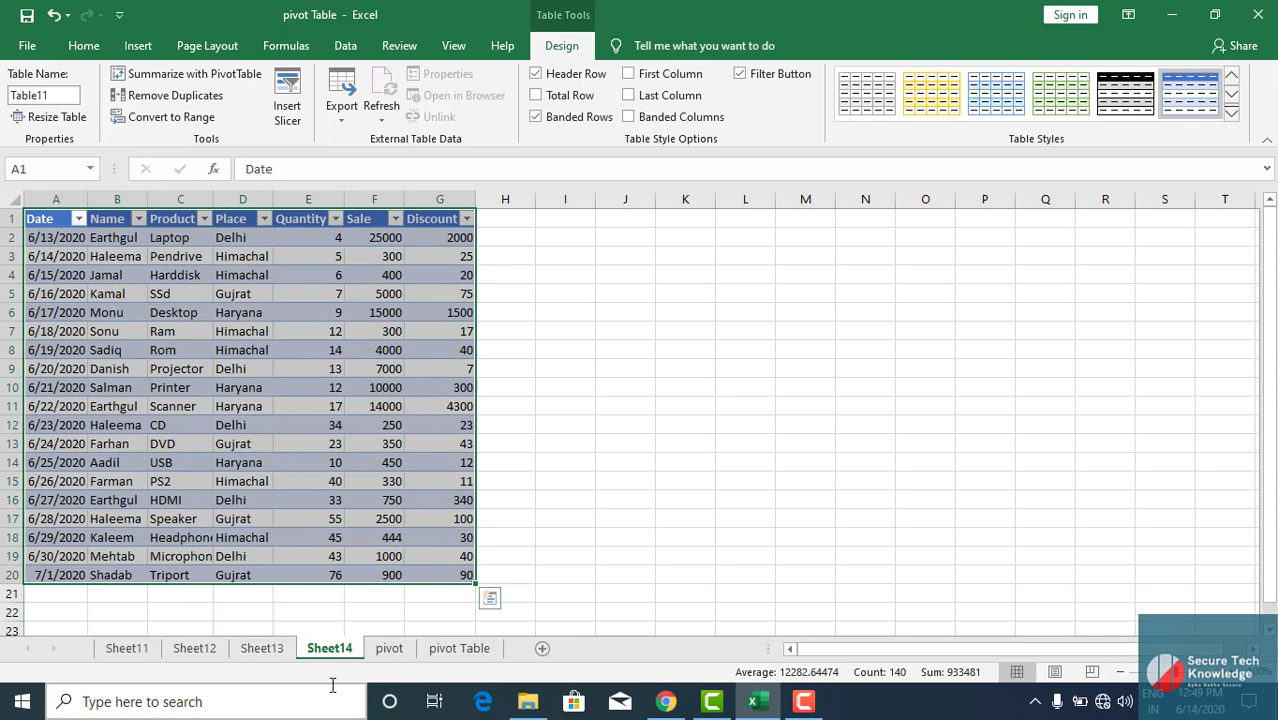 pivot Table - Excel
Table Tools
Sign in
File Home Insert Page Layout Formulas Data Review View Help Design Tell me what you want to do Share
Table Name:
Table11
Resize Table
Properties
Summarize with PivotTable
Remove Duplicates
Convert to Range
Tools
Insert
Slicer
Export
Refresh
Properties
Open in Browser
Unlink
External Table Data
Header Row First Column Filter Button
Total Row Last Column
Banded Rows Banded Columns
Table Style Options
Table Styles
A1 fx Date
A B C D E F G H I J K L M N O P Q R S T
1 Date Name Product Place Quantity Sale Discount
2 6/13/2020 Earthgul Laptop Delhi 4 25000 2000
3 6/14/2020 Haleema Pendrive Himachal 5 300 25
4 6/15/2020 Jamal Harddisk Himachal 6 400 20
5 6/16/2020 Kamal SSd Gujrat 7 5000 75
6 6/17/2020 Monu Desktop Haryana 9 15000 1500
7 6/18/2020 Sonu Ram Himachal 12 300 17
8 6/19/2020 Sadiq Rom Himachal 14 4000 40
9 6/20/2020 Danish Projector Delhi 13 7000 7
10 6/21/2020 Salman Printer Haryana 12 10000 300
11 6/22/2020 Earthgul Scanner Haryana 17 14000 4300
12 6/23/2020 Haleema CD Delhi 34 250 23
13 6/24/2020 Farhan DVD Gujrat 23 350 43
14 6/25/2020 Aadil USB Haryana 10 450 12
15 6/26/2020 Farman PS2 Himachal 40 330 11
16 6/27/2020 Earthgul HDMI Delhi 33 750 340
17 6/28/2020 Haleema Speaker Gujrat 55 2500 100
18 6/29/2020 Kaleem Headphone Himachal 45 444 30
19 6/30/2020 Mehtab Microphon Delhi 43 1000 40
20 7/1/2020 Shadab Triport Gujrat 76 900 90
21
22
23
Sheet11 Sheet12 Sheet13 Sheet14 pivot pivot Table
Average: 12282.64474 Count: 140 Sum: 933481
Secure Tech
Knowledge
Type here to search
ENG
IN
12:49 PM
6/14/2020